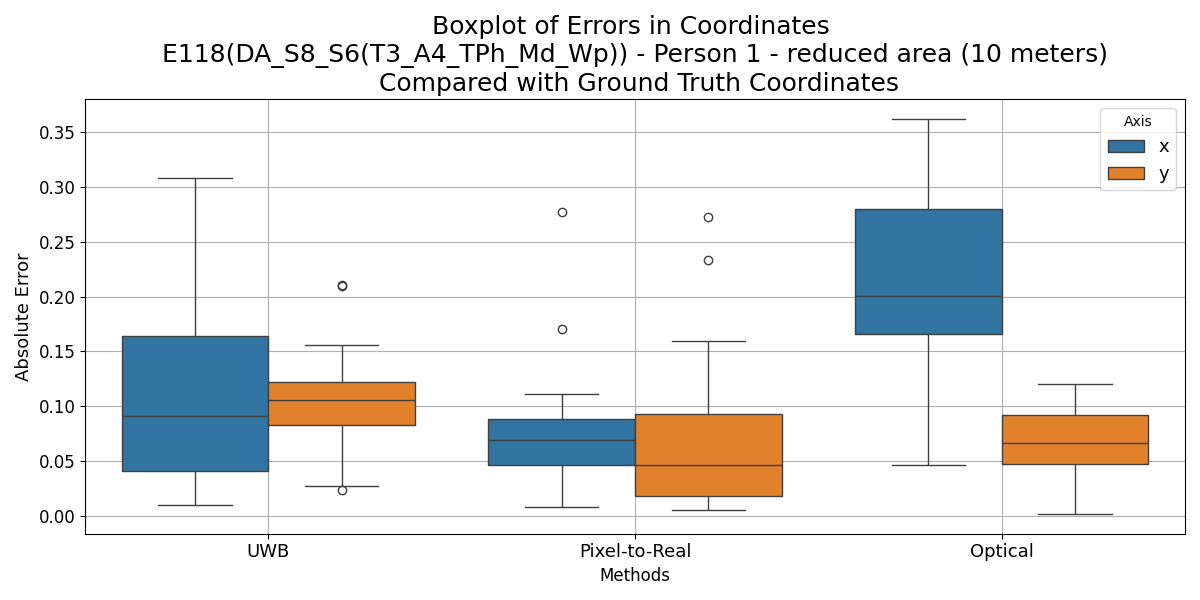 Boxplot of Errors in Coordinates
E118(DA_S8_S6(T3_A4_TPh_Md_Wp)) - Person 1 - reduced area (10 meters)
Compared with Ground Truth Coordinates
Absolute Error
0.35
0.30
0.25
0.20
0.15
0.10
0.05
0.00
Axis
x
y
UWB
Pixel-to-Real
Optical
Methods